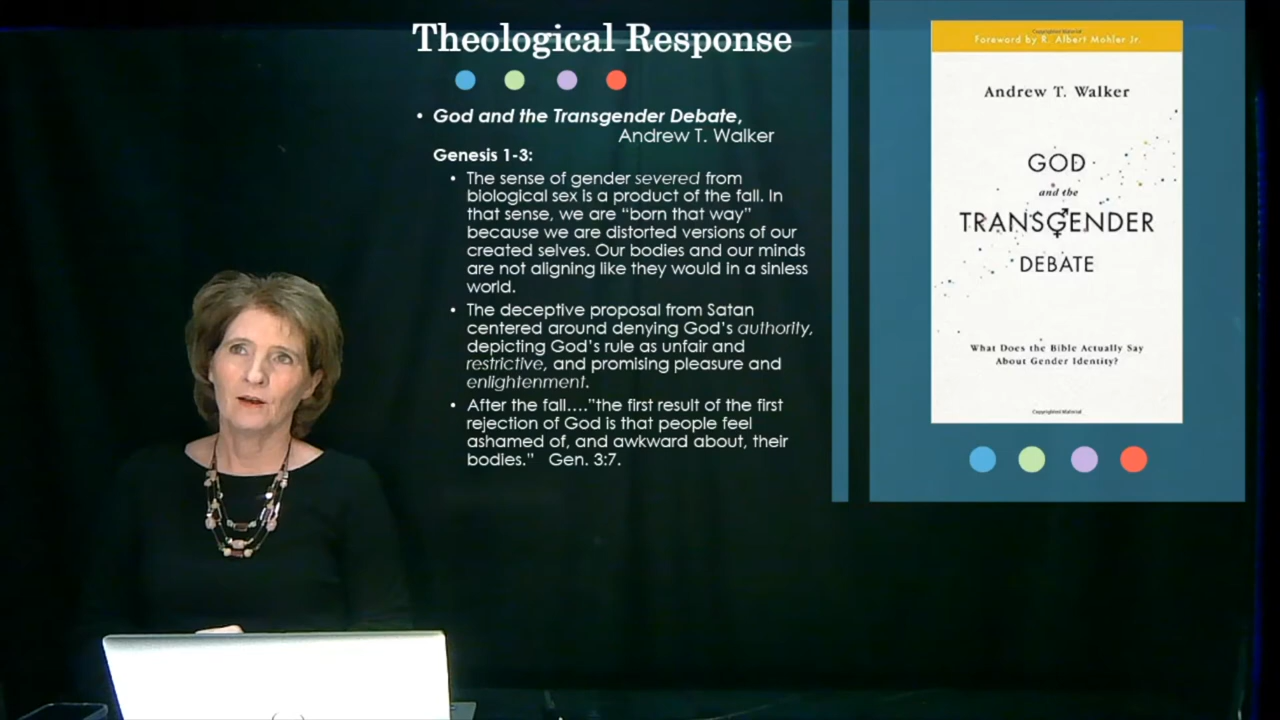 Theological Response
• God and the Transgender Debate,
Andrew T. Walker
Genesis 1-3:
• The sense of gender severed from
biological sex is a product of the fall. In
that sense, we are “born that way”
because we are distorted versions of our
created selves. Our bodies and our minds
are not aligning like they would in a sinless
world.
• The deceptive proposal from Satan
centered around denying God’s authority,
depicting God’s rule as unfair and
restrictive, and promising pleasure and
enlightenment.
• After the fall….”the first result of the first
rejection of God is that people feel
ashamed of, and awkward about, their
bodies.” Gen. 3:7.
Copyrighted Material
Foreword by R. Albert Mohler Jr.
Andrew T. Walker
GOD
and the
TRANSGENDER
DEBATE
What Does the Bible Actually Say
About Gender Identity?
Copyrighted Material